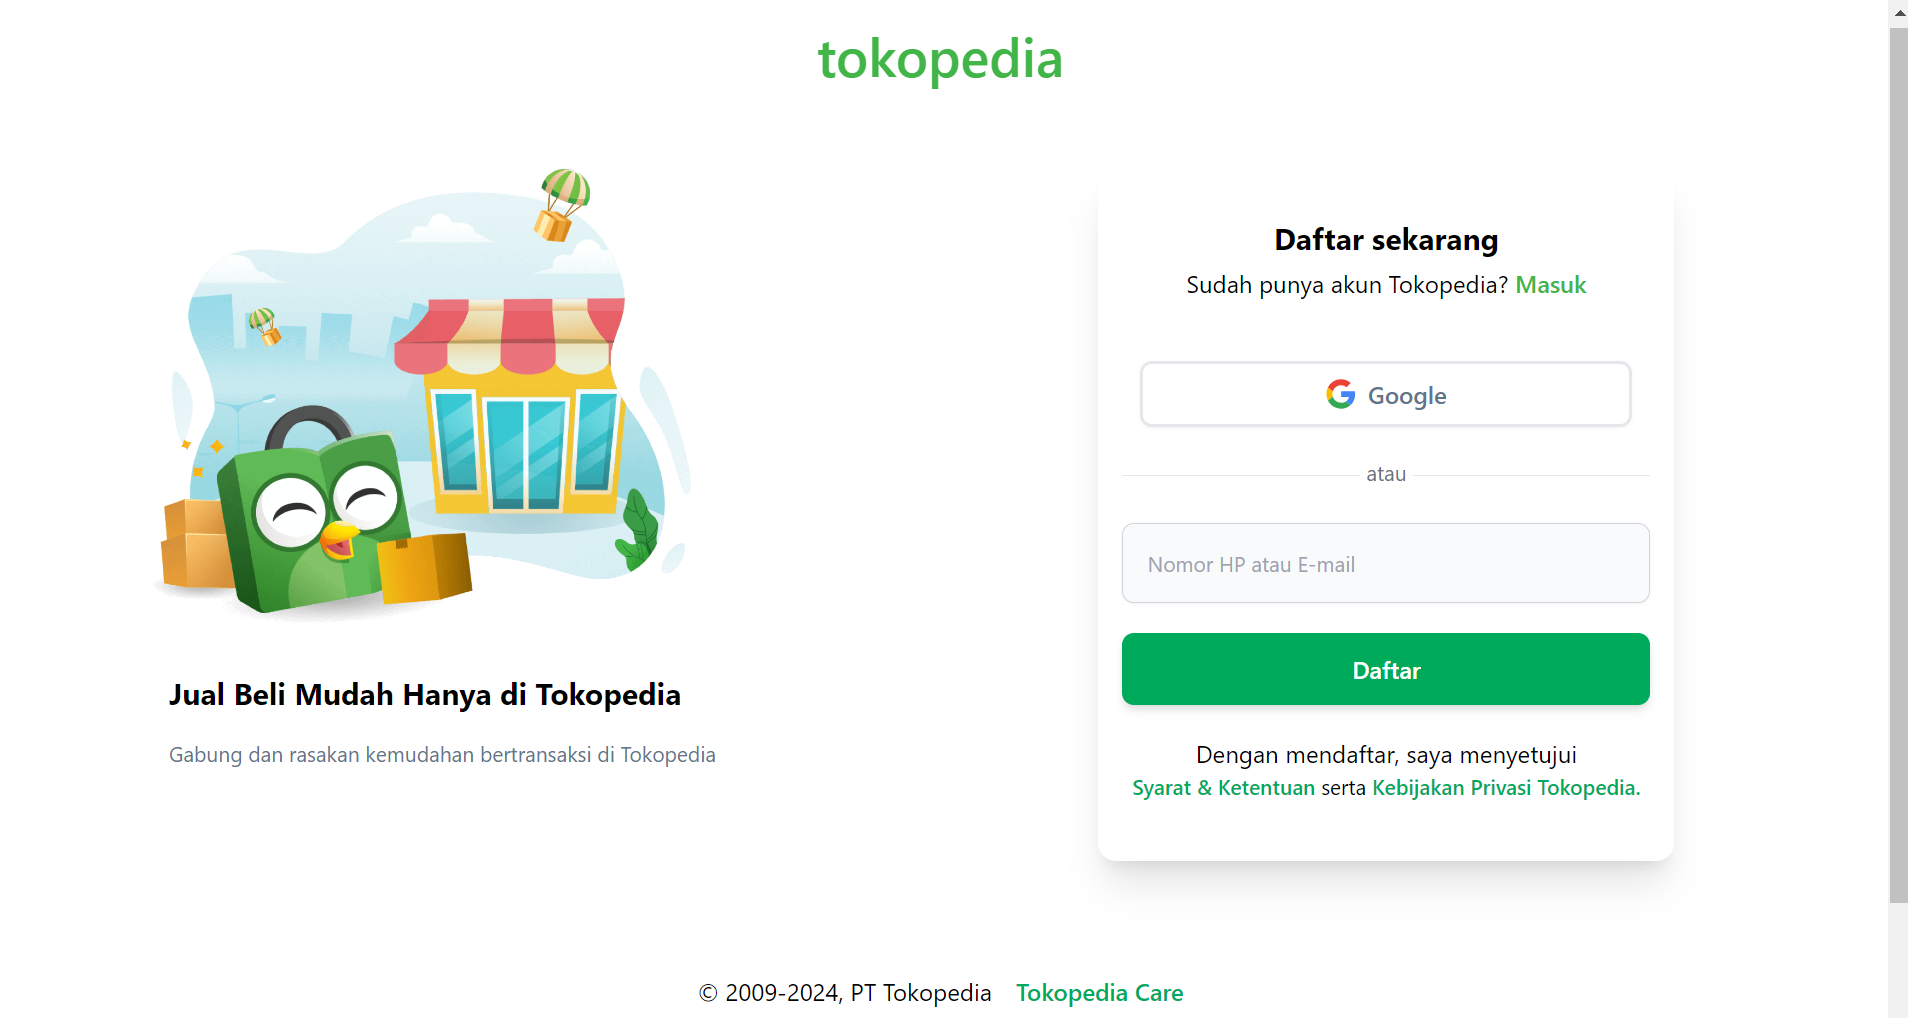 tokopedia
Jual Beli Mudah Hanya di Tokopedia
Gabung dan rasakan kemudahan bertransaksi di Tokopedia
Daftar sekarang
Sudah punya akun Tokopedia? Masuk
Google
atau
Nomor HP atau E-mail
Daftar
Dengan mendaftar, saya menyetujui
Syarat & Ketentuan serta Kebijakan Privasi Tokopedia.
© 2009-2024, PT Tokopedia Tokopedia Care